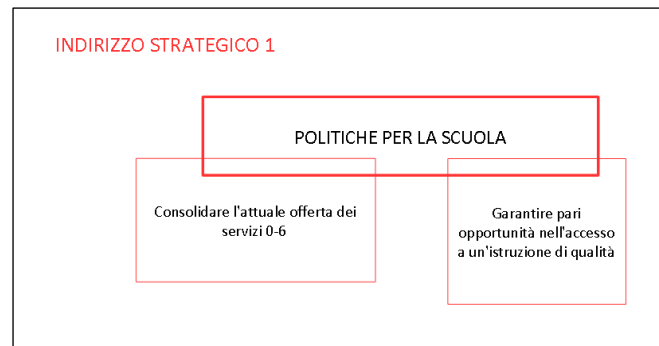 INDIRIZZO STRATEGICO 1
POLITICHE PER LA SCUOLA
Consolidare l'attuale offerta dei
servizi 0-6
Garantire pari
opportunità nell'accesso
a un'istruzione di qualità